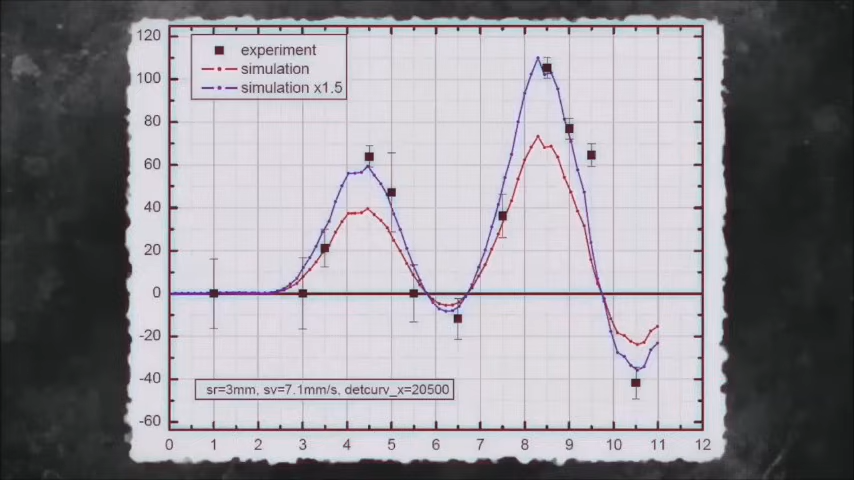 120
100
80
60
40
20
0
-20
-40
-60
experiment
simulation
simulation x1.5
sr=3mm, sv=7.1mm/s, detcurv_x=20500
0 1 2 3 4 5 6 7 8 9 10 11 12